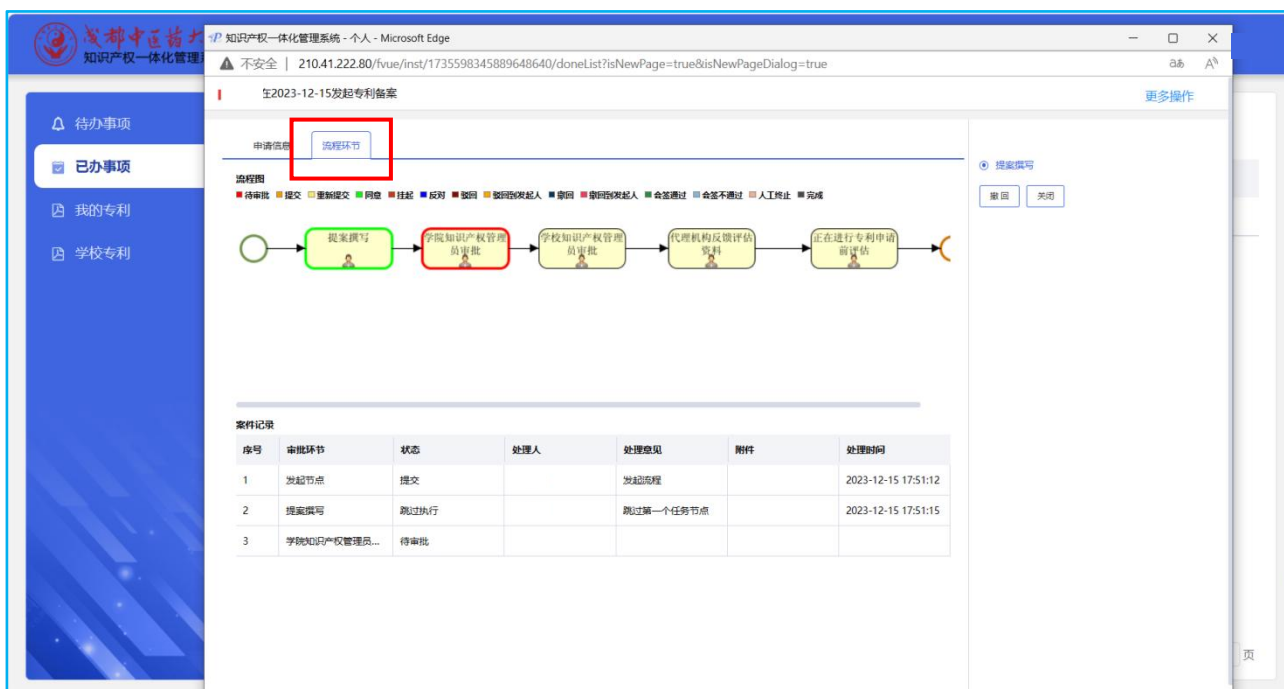 成都中医药大
知识产权一体化管理
知识产权一体化管理系统 - 个人 - Microsoft Edge
不安全 | 210.41.222.80/fvue/inst/1735598345889648640/doneList?isNewPage=true&isNewPageDialog=true
在2023-12-15发起专利备案
更多操作
待办事项
已办事项
我的专利
学校专利
申请信息
流程环节
提案撰写
撤回 关闭
流程图
待审批 提交 重新提交 同意 挂起 反对 驳回 驳回到发起人 撤回 撤回到发起人 会签通过 会签不通过 人工终止 完成
提案撰写
学院知识产权管理
员审批
学校知识产权管理
员审批
代理机构反馈评估
资料
正在进行专利申请
前评估
案件记录
序号 审批环节 状态 处理人 处理意见 附件 处理时间
1 发起节点 提交 发起流程 2023-12-15 17:51:12
2 提案撰写 跳过执行 跳过第一个任务节点 2023-12-15 17:51:15
3 学院知识产权管理员... 待审批
页